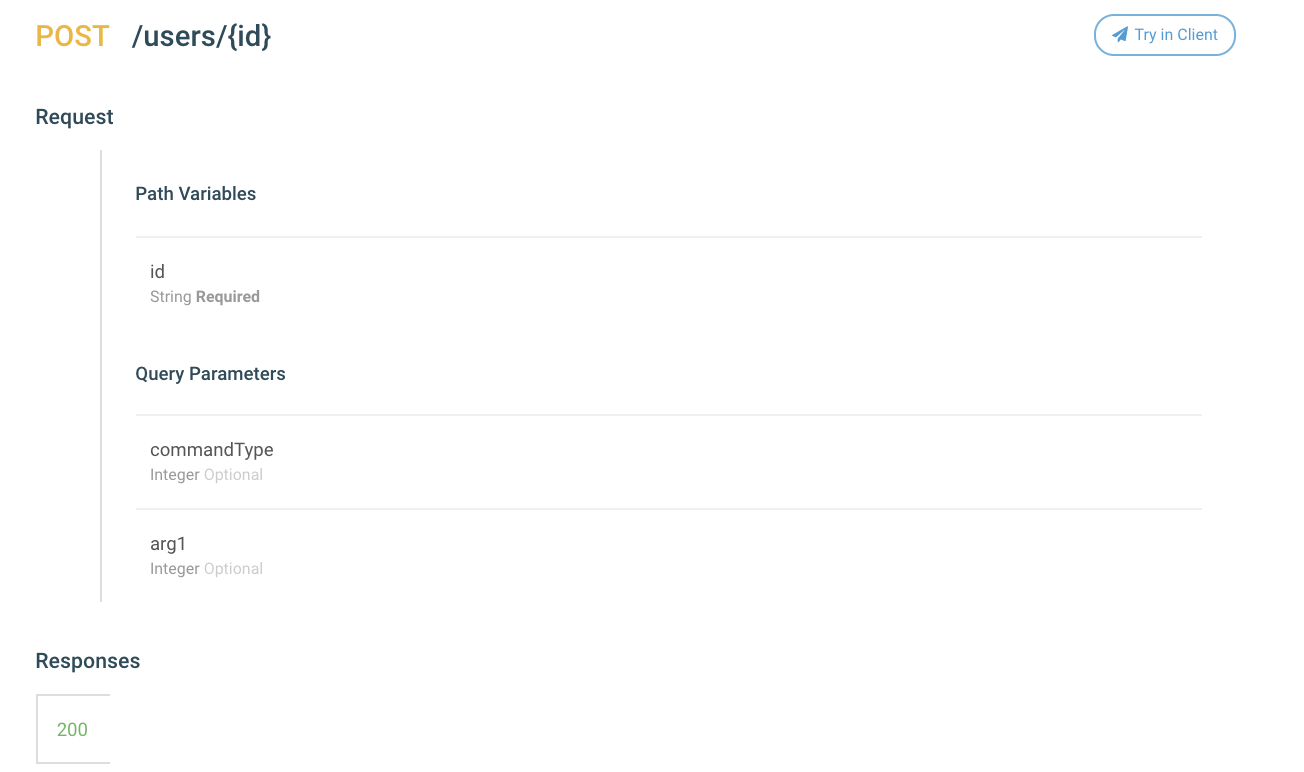 POST /users/{id}
Try in Client
Request
Path Variables
id
String Required
Query Parameters
commandType
Integer Optional
arg1
Integer Optional
Responses
200